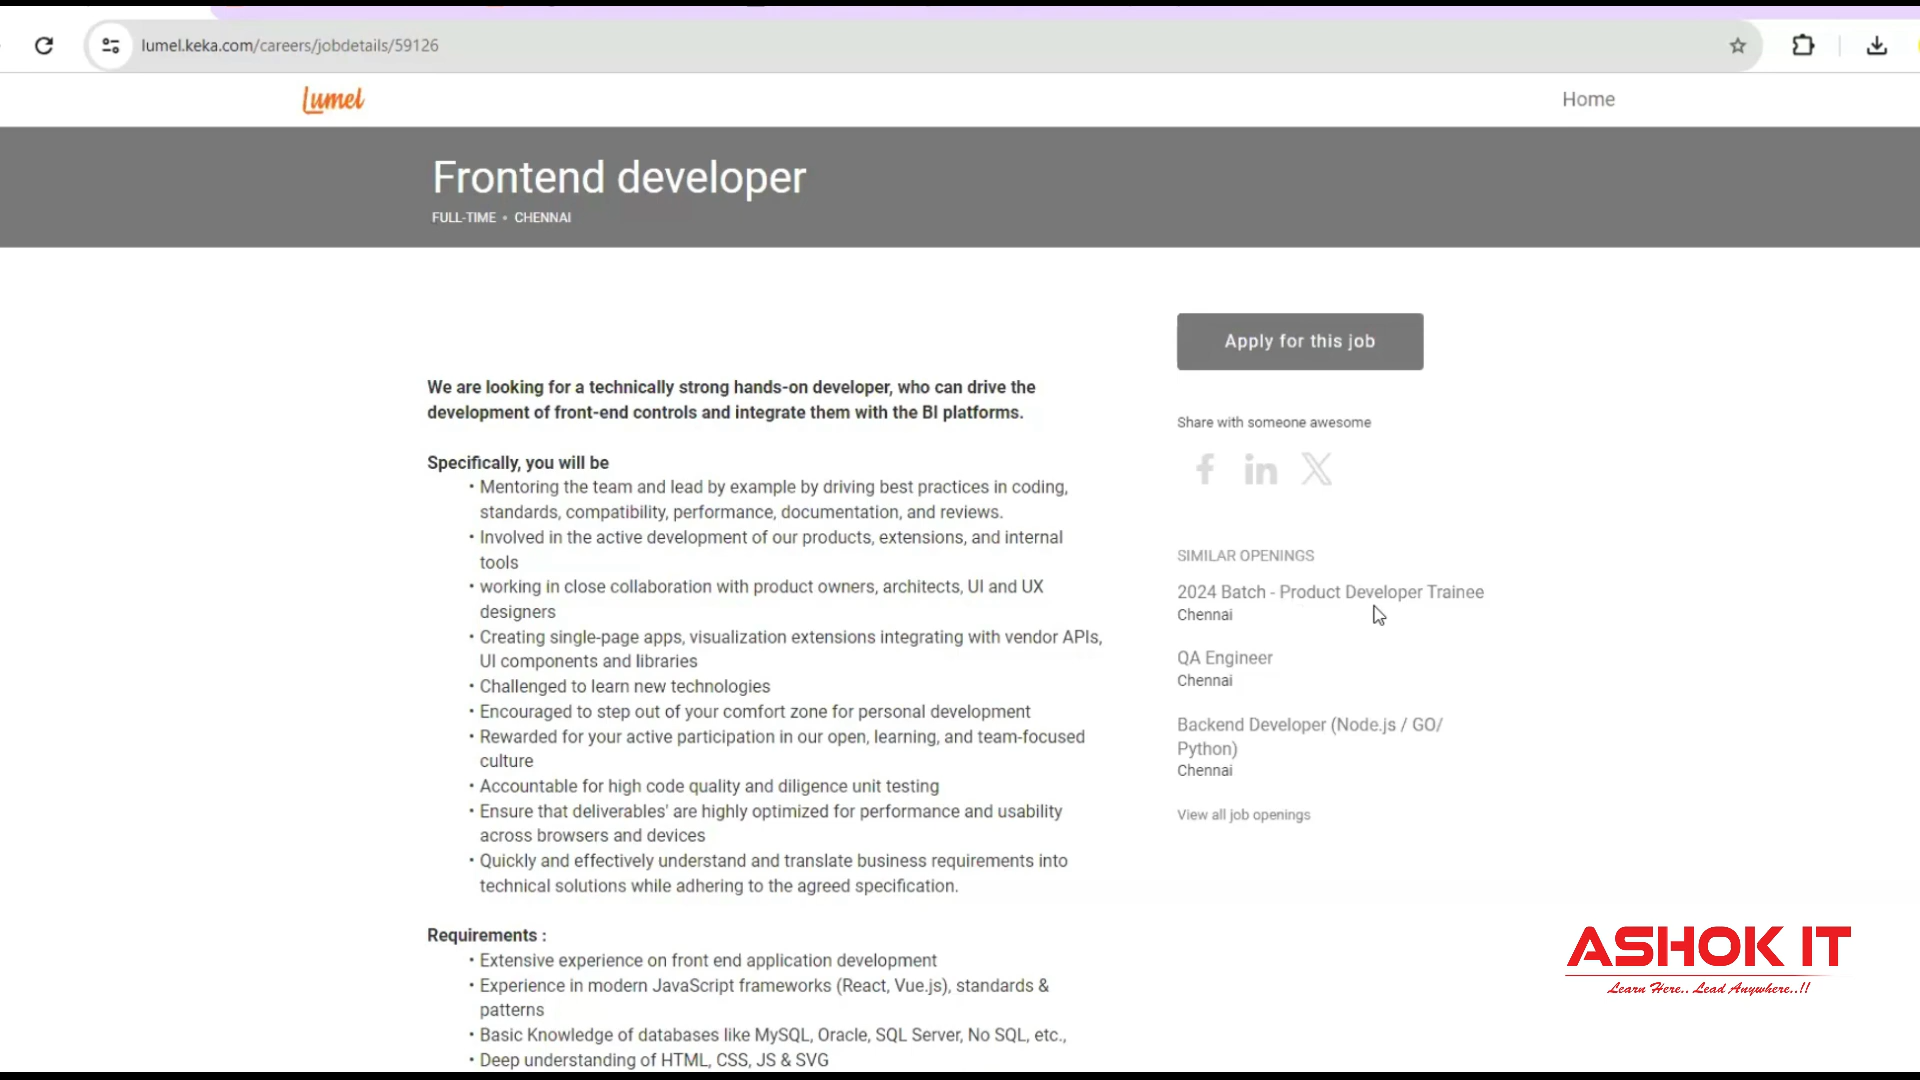 lumel.keka.com/careers/jobdetails/59126
Lumel
Home
Frontend developer
FULL-TIME • CHENNAI
Apply for this job
We are looking for a technically strong hands-on developer, who can drive the
development of front-end controls and integrate them with the BI platforms.
Share with someone awesome
Specifically, you will be
• Mentoring the team and lead by example by driving best practices in coding,
standards, compatibility, performance, documentation, and reviews.
• Involved in the active development of our products, extensions, and internal
tools
• working in close collaboration with product owners, architects, UI and UX
designers
• Creating single-page apps, visualization extensions integrating with vendor APIs,
UI components and libraries
• Challenged to learn new technologies
• Encouraged to step out of your comfort zone for personal development
• Rewarded for your active participation in our open, learning, and team-focused
culture
• Accountable for high code quality and diligence unit testing
• Ensure that deliverables' are highly optimized for performance and usability
across browsers and devices
• Quickly and effectively understand and translate business requirements into
technical solutions while adhering to the agreed specification.
Requirements :
• Extensive experience on front end application development
• Experience in modern JavaScript frameworks (React, Vue.js), standards &
patterns
• Basic Knowledge of databases like MySQL, Oracle, SQL Server, No SQL, etc.,
• Deep understanding of HTML, CSS, JS & SVG
SIMILAR OPENINGS
2024 Batch - Product Developer Trainee
Chennai
QA Engineer
Chennai
Backend Developer (Node.js / GO/
Python)
Chennai
View all job openings
ASHOK IT
Learn Here.. Lead Anywhere..!!